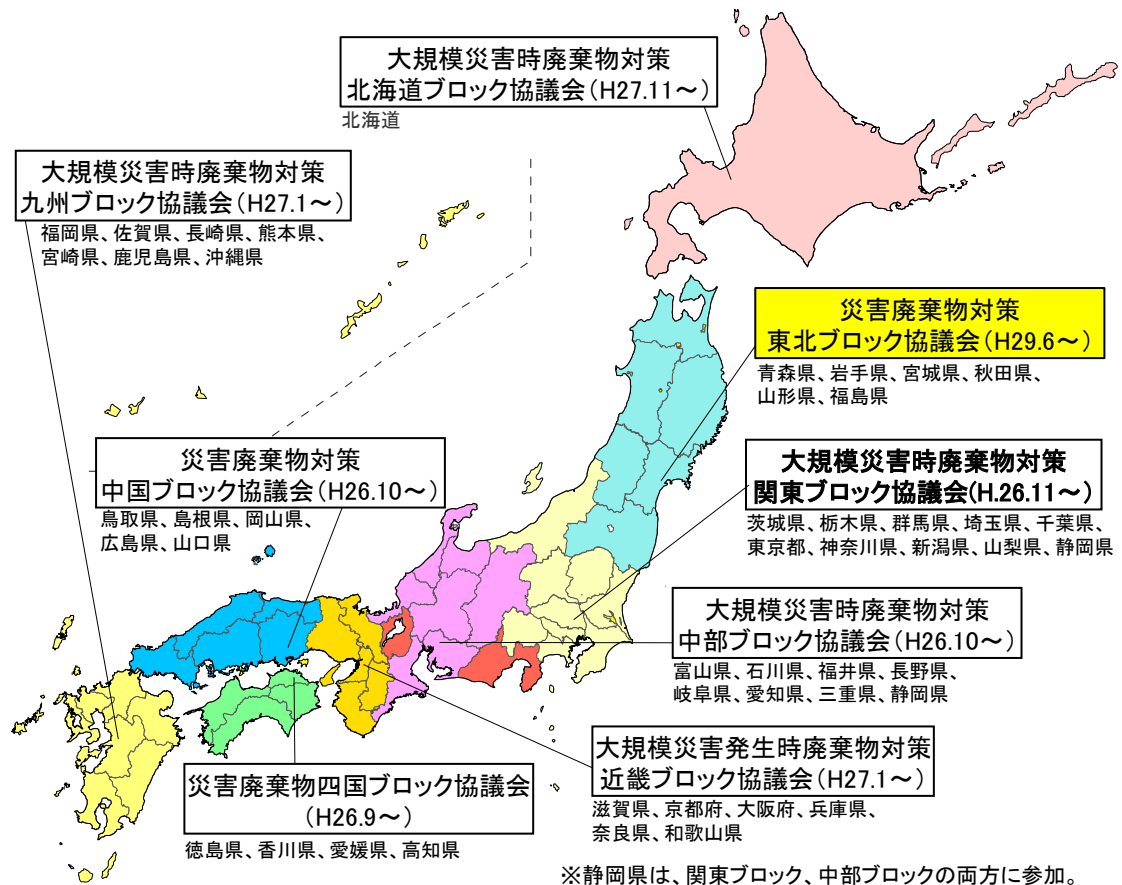 大規模災害時廃棄物対策
北海道ブロック協議会(H27.11～)
北海道
大規模災害時廃棄物対策
九州ブロック協議会(H27.1～)
福岡県、佐賀県、長崎県、熊本県、
宮崎県、鹿児島県、沖縄県
災害廃棄物対策
東北ブロック協議会(H29.6～)
青森県、岩手県、宮城県、秋田県、
山形県、福島県
災害廃棄物対策
中国ブロック協議会(H26.10～)
鳥取県、島根県、岡山県、
広島県、山口県
大規模災害時廃棄物対策
関東ブロック協議会(H.26.11～)
茨城県、栃木県、群馬県、埼玉県、千葉県、
東京都、神奈川県、新潟県、山梨県、静岡県
大規模災害時廃棄物対策
中部ブロック協議会(H26.10～)
富山県、石川県、福井県、長野県、
岐阜県、愛知県、三重県、静岡県
大規模災害発生時廃棄物対策
近畿ブロック協議会(H27.1～)
滋賀県、京都府、大阪府、兵庫県、
奈良県、和歌山県
災害廃棄物四国ブロック協議会
(H26.9～)
徳島県、香川県、愛媛県、高知県
※静岡県は、関東ブロック、中部ブロックの両方に参加。